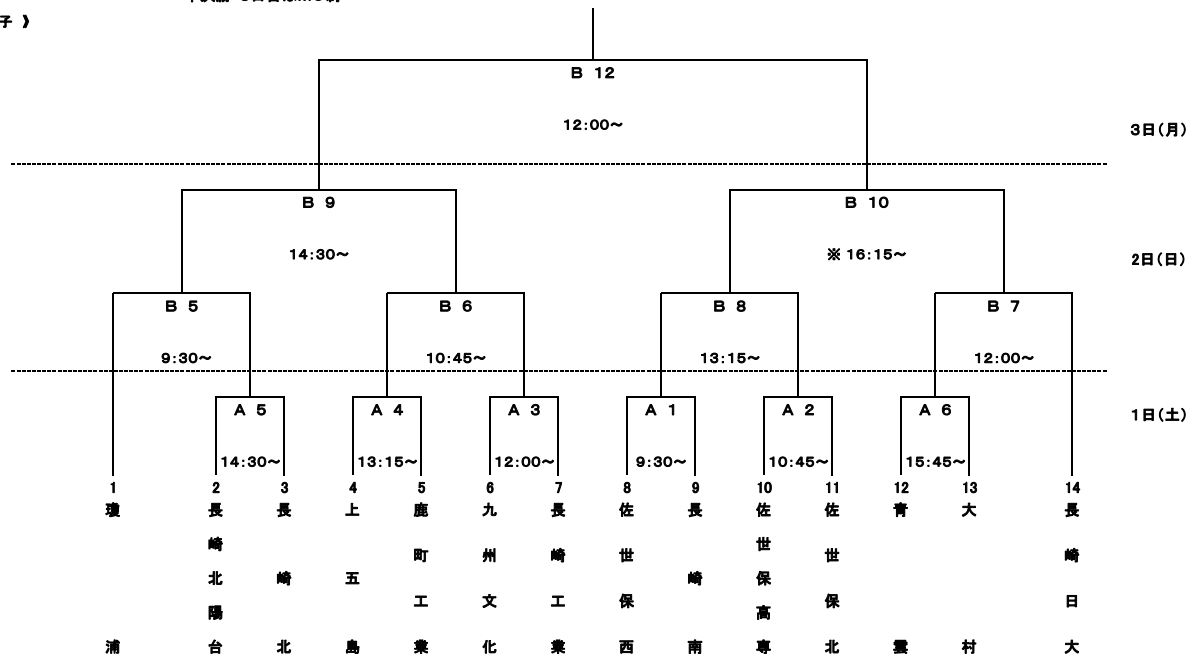 子 》
B 12
12:00～
3日(月)
B 9
B 10
14:30～
※ 16:15～
2日(日)
B 5
B 6
B 8
B 7
9:30～
10:45～
13:15～
12:00～
A 5
A 4
A 3
A 1
A 2
A 6
1日(土)
14:30～
13:15～
12:00～
9:30～
10:45～
15:45～
1 2 3 4 5 6 7 8 9 10 11 12 13 14
瓊浦
長崎北陽台
長崎北
上五島
鹿町工業
九州文化
長崎工業
佐世保西
長崎南
佐世保高専
佐世保北
青雲
大村
長崎日大